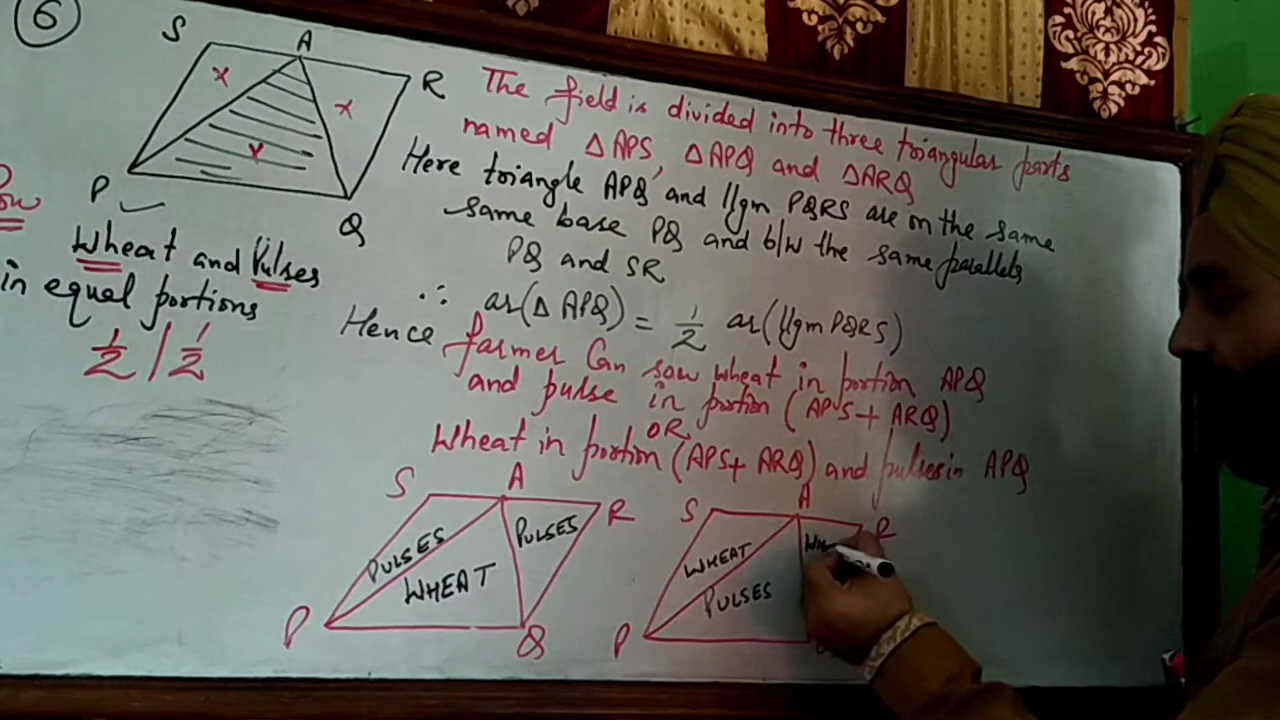 6
S A R
P Q
The field is divided into three triangular parts
named △APS, △APQ and △ARQ
Here triangle APQ and ||gm PQRS are on the same
same base PQ and b/w the same parallels
PQ and SR
∴ ar(△APQ) = 1/2 ar(||gm PQRS)
Hence farmer Can sow wheat in portion APQ
and pulse in portion (APS + ARQ)
OR
Wheat in portion (APS + ARQ) and pulses in APQ
Sow
Wheat and Pulses
in equal portions
1/2 / 1/2
S A R
PULSES PULSES
WHEAT
P Q
S A R
WHEAT
PULSES
P